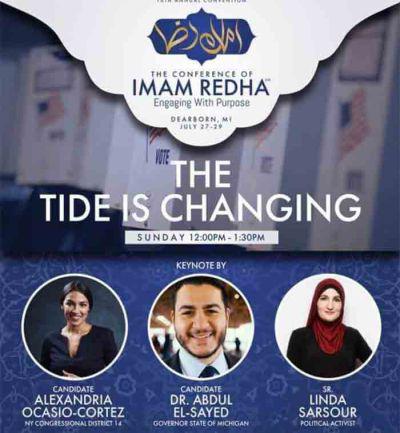 ANNUAL CONVENTION
THE CONFERENCE OF
IMAM REDHA
Engaging With Purpose
DEARBORN, MI
JULY 27-29
VOTE
THE
TIDE IS CHANGING
SUNDAY 12:00PM - 1:30PM
KEYNOTE BY
CANDIDATE
ALEXANDRIA
OCASIO-CORTEZ
NY CONGRESSIONAL DISTRICT 14
CANDIDATE
DR. ABDUL
EL-SAYED
GOVERNOR STATE OF MICHIGAN
SR.
LINDA
SARSOUR
POLITICAL ACTIVIST